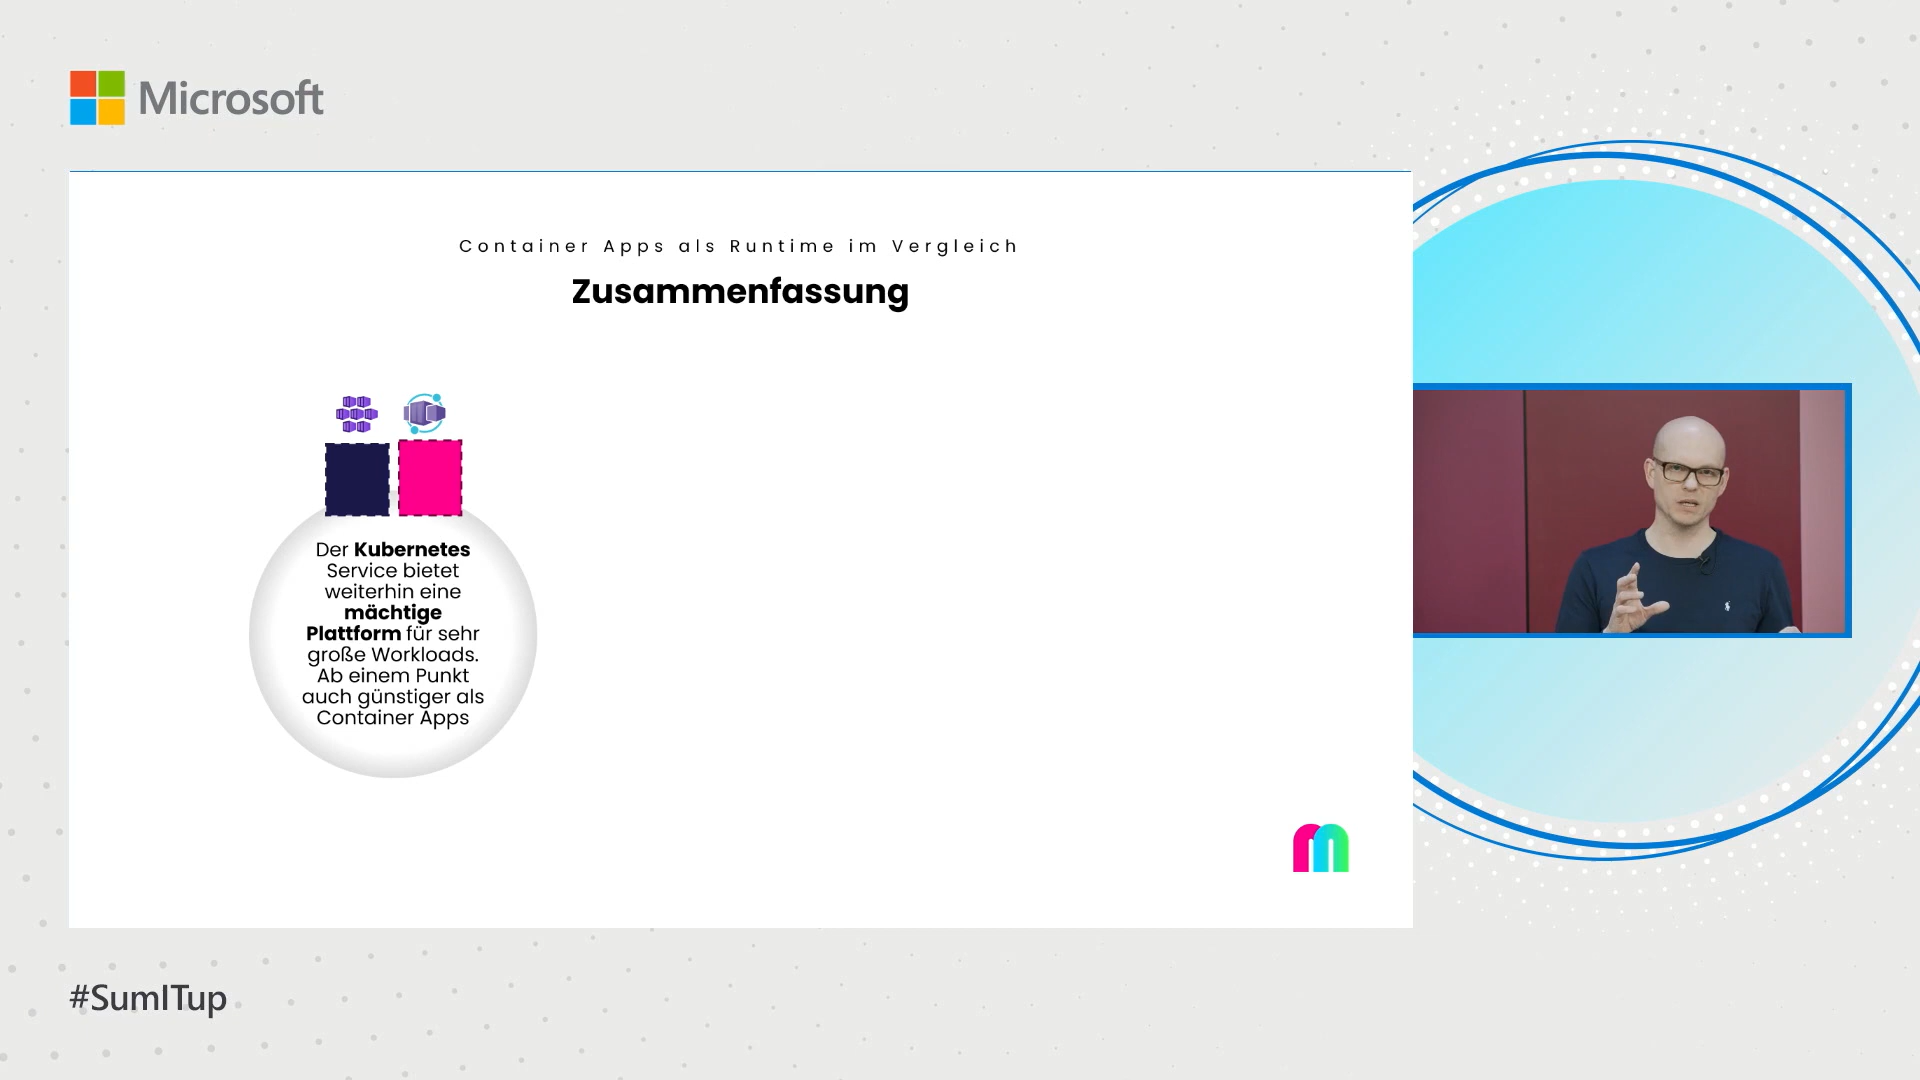 Microsoft
Container Apps als Runtime im Vergleich
Zusammenfassung
Der Kubernetes
Service bietet
weiterhin eine
mächtige
Plattform für sehr
große Workloads.
Ab einem Punkt
auch günstiger als
Container Apps
#SumITup